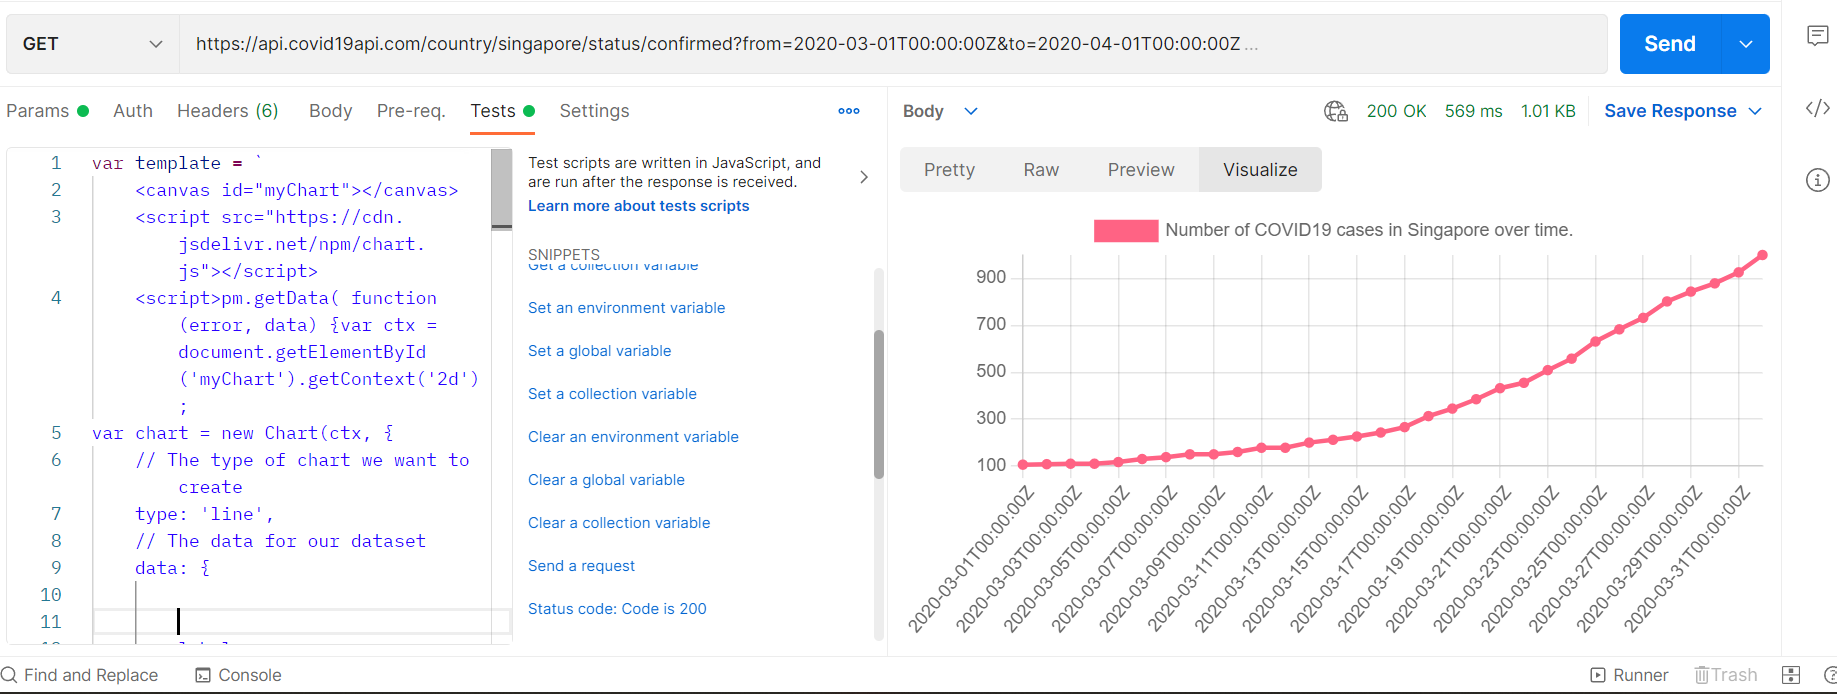 GET
https://api.covid19api.com/country/singapore/status/confirmed?from=2020-03-01T00:00:00Z&to=2020-04-01T00:00:00Z ...
Send
Params
Auth
Headers (6)
Body
Pre-req.
Tests
Settings
1 var template = `
2 <canvas id="myChart"></canvas>
3 <script src="https://cdn.
jsdelivr.net/npm/chart.
js"></script>
4 <script>pm.getData( function
(error, data) {var ctx =
document.getElementById
('myChart').getContext('2d')
;
5 var chart = new Chart(ctx, {
6 // The type of chart we want to
create
7 type: 'line',
8 // The data for our dataset
9 data: {
10
11
Test scripts are written in JavaScript, and
are run after the response is received.
Learn more about tests scripts
SNIPPETS
Get a collection variable
Set an environment variable
Set a global variable
Set a collection variable
Clear an environment variable
Clear a global variable
Clear a collection variable
Send a request
Status code: Code is 200
Body
200 OK
569 ms
1.01 KB
Save Response
Pretty
Raw
Preview
Visualize
Number of COVID19 cases in Singapore over time.
900
700
500
300
100
2020-03-01T00:00:00Z
2020-03-03T00:00:00Z
2020-03-05T00:00:00Z
2020-03-07T00:00:00Z
2020-03-09T00:00:00Z
2020-03-11T00:00:00Z
2020-03-13T00:00:00Z
2020-03-15T00:00:00Z
2020-03-17T00:00:00Z
2020-03-19T00:00:00Z
2020-03-21T00:00:00Z
2020-03-23T00:00:00Z
2020-03-25T00:00:00Z
2020-03-27T00:00:00Z
2020-03-29T00:00:00Z
2020-03-31T00:00:00Z
Find and Replace
Console
Runner
Trash